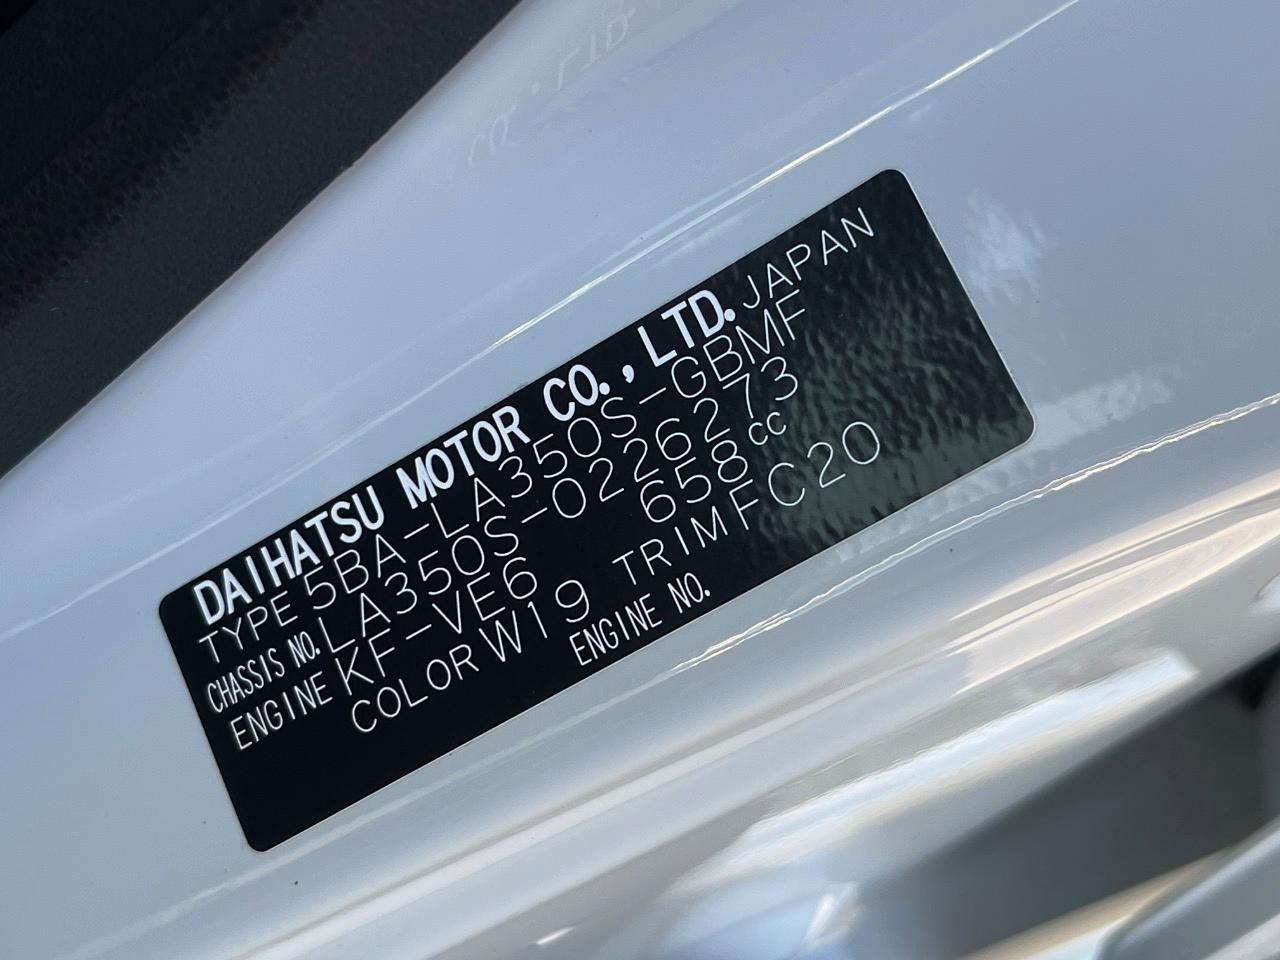 DAIHATSU MOTOR CO., LTD. JAPAN
TYPE 5BA-LA350S-GBMF
CHASSIS NO. LA350S-0226273
ENGINE KF-VE6 658cc
COLOR W19 TRIM FC20
ENGINE NO.